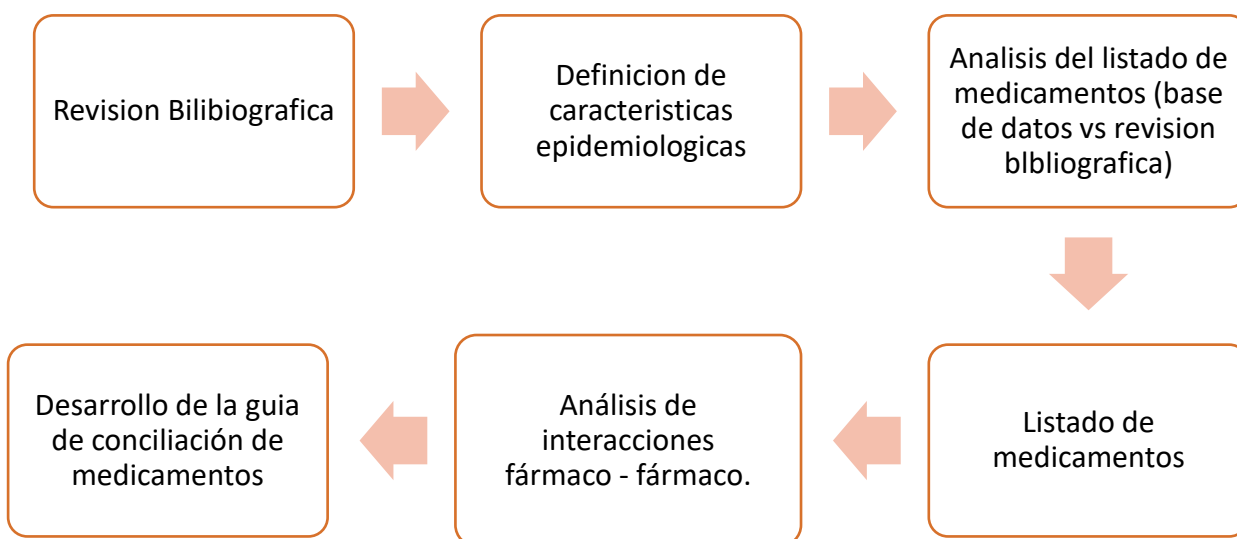 Revision Bilibiografica
Definicion de
caracteristicas
epidemiologicas
Analisis del listado de
medicamentos (base
de datos vs revision
blbliografica)
Listado de
medicamentos
Análisis de
interacciones
fármaco - fármaco.
Desarrollo de la guia
de conciliación de
medicamentos